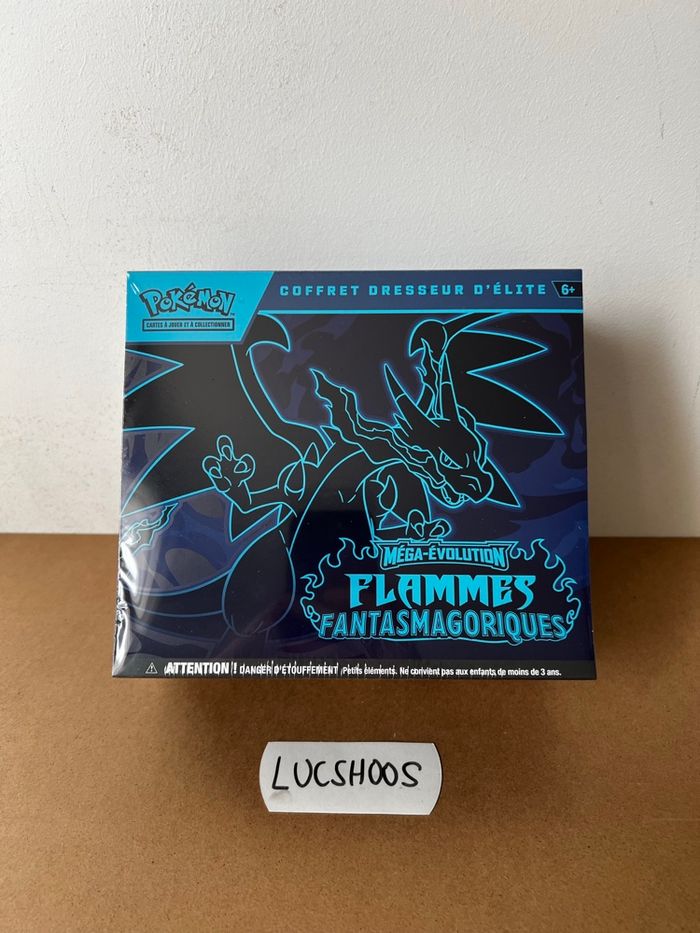 POKéMON
CARTES À JOUER ET À COLLECTIONNER
COFFRET DRESSEUR D'ÉLITE 6+
MÉGA-ÉVOLUTION
FLAMMES
FANTASMAGORIQUES
ATTENTION ! DANGER D'ÉTOUFFEMENT Petits éléments. Ne convient pas aux enfants de moins de 3 ans.
LUCSHOOS